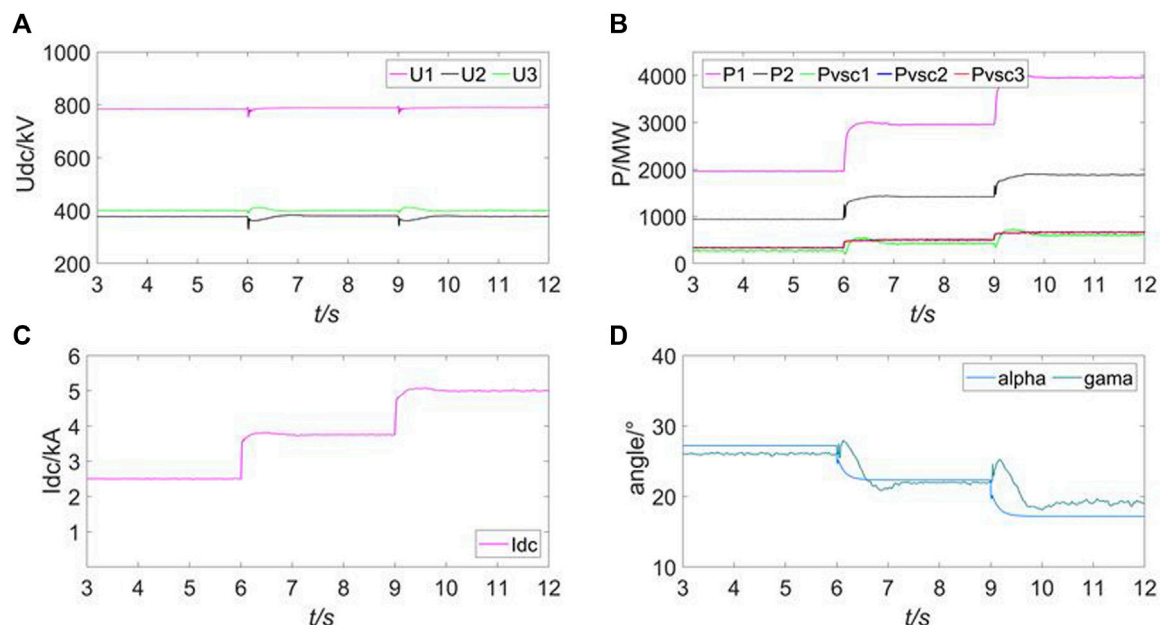 A
Udc/kV
1000
800
600
400
200
U1 U2 U3
3 4 5 6 7 8 9 10 11 12
t/s
B
P/MW
4000
3000
2000
1000
0
P1 P2 Pvsc1 Pvsc2 Pvsc3
3 4 5 6 7 8 9 10 11 12
t/s
C
Idc/kA
6
5
4
3
2
1
Idc
3 4 5 6 7 8 9 10 11 12
t/s
D
angle/°
40
30
20
10
alpha gama
3 4 5 6 7 8 9 10 11 12
t/s